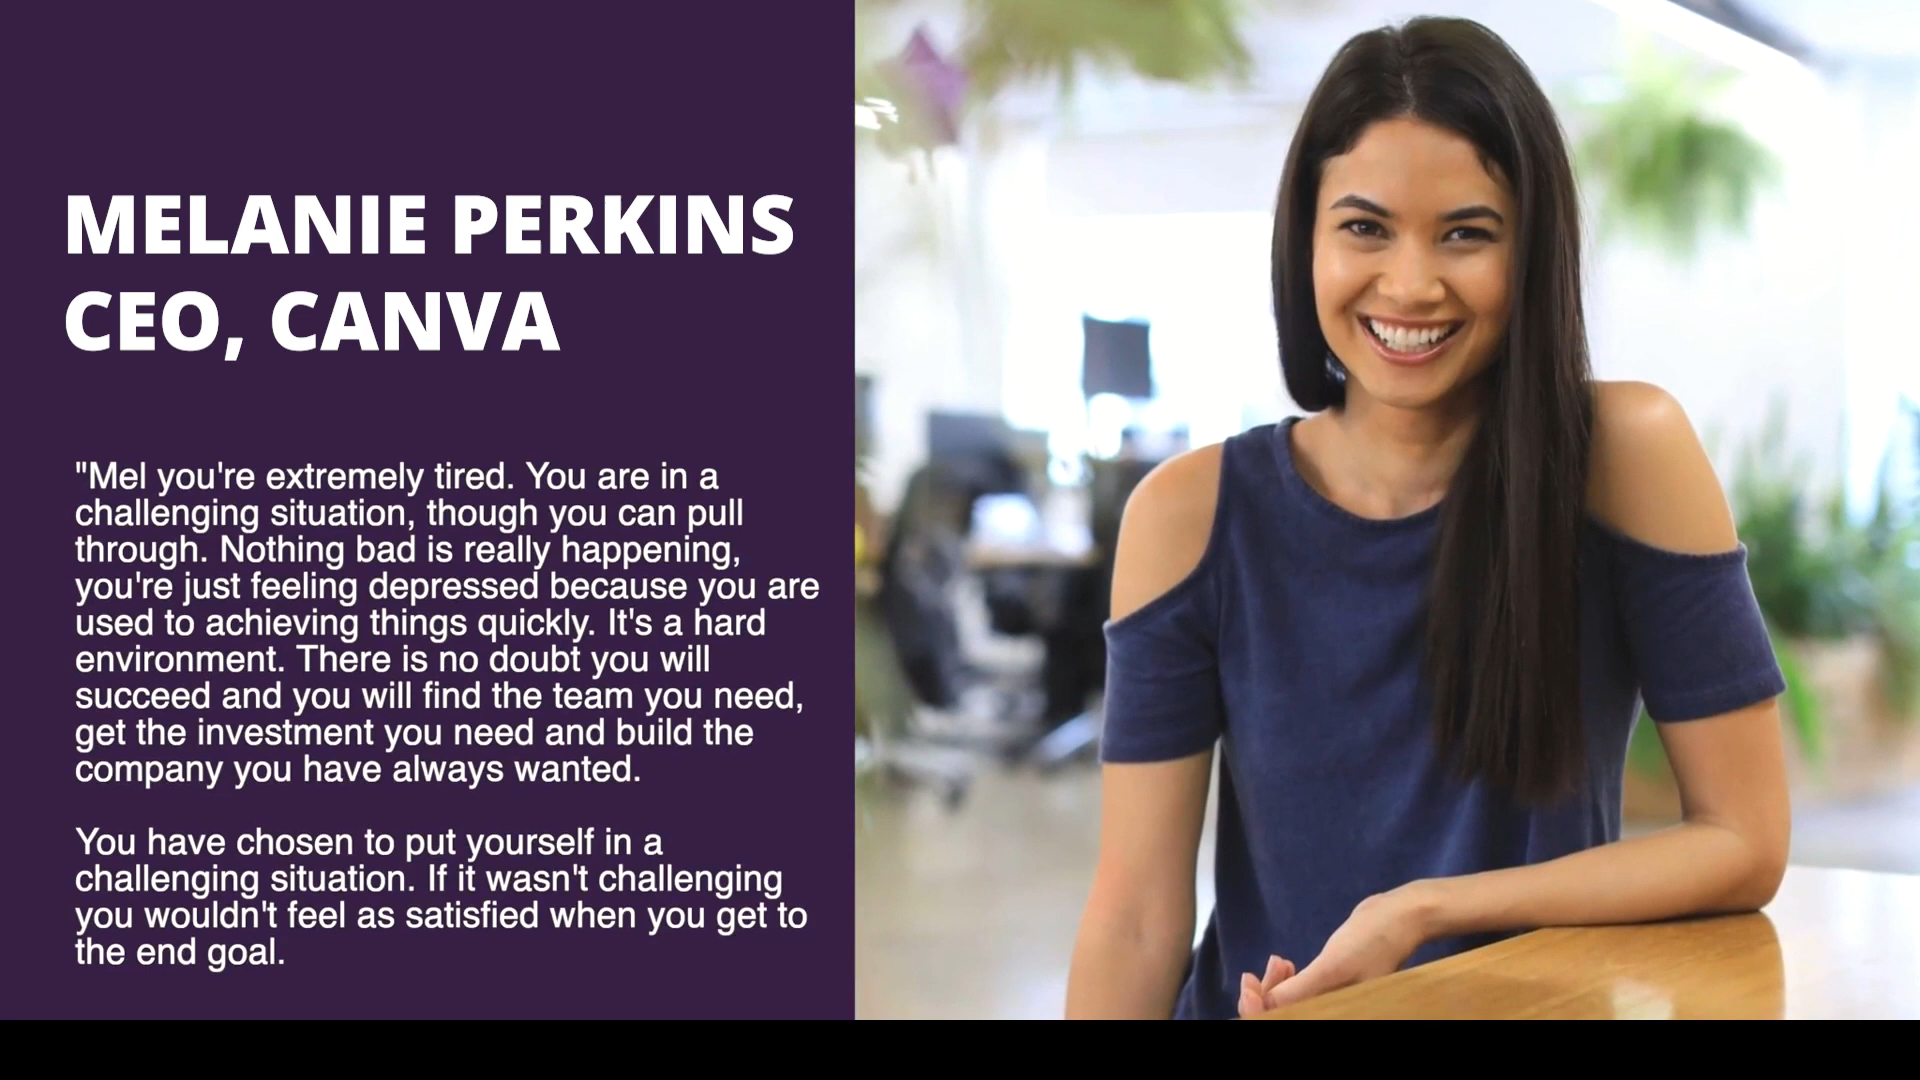 MELANIE PERKINS
CEO, CANVA
"Mel you're extremely tired. You are in a
challenging situation, though you can pull
through. Nothing bad is really happening,
you're just feeling depressed because you are
used to achieving things quickly. It's a hard
environment. There is no doubt you will
succeed and you will find the team you need,
get the investment you need and build the
company you have always wanted.
You have chosen to put yourself in a
challenging situation. If it wasn't challenging
you wouldn't feel as satisfied when you get to
the end goal.